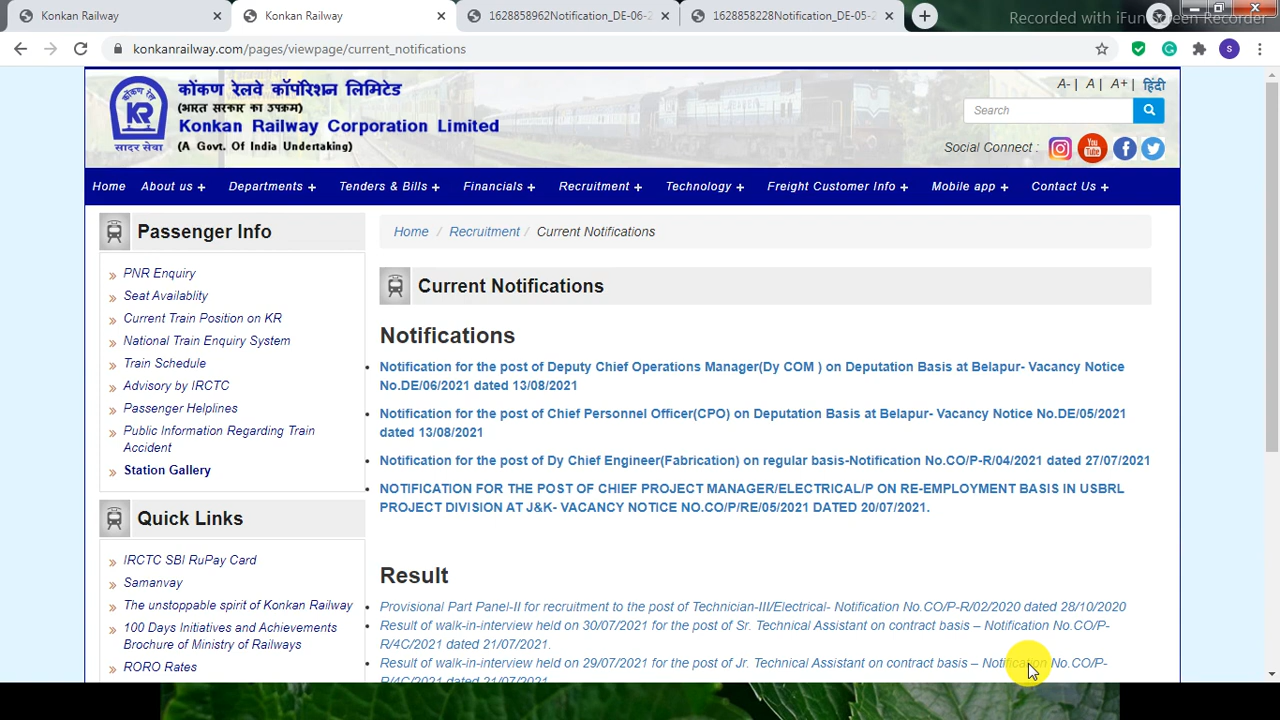 Konkan Railway
Konkan Railway
1628858962Notification_DE-06-2
1628858228Notification_DE-05-2
Recorded with iFun Screen Recorder
konkanrailway.com/pages/viewpage/current_notifications
S
कोंकण रेलवे कॉर्पोरेशन लिमिटेड
(भारत सरकार का उपक्रम)
Konkan Railway Corporation Limited
(A Govt. Of India Undertaking)
KR
सादर सेवा
A- | A | A+ | हिंदी
Search
Social Connect :
You
Tube
Home About us + Departments + Tenders & Bills + Financials + Recruitment + Technology + Freight Customer Info + Mobile app + Contact Us +
Passenger Info
PNR Enquiry
Seat Availablity
Current Train Position on KR
National Train Enquiry System
Train Schedule
Advisory by IRCTC
Passenger Helplines
Public Information Regarding Train
Accident
Station Gallery
Quick Links
IRCTC SBI RuPay Card
Samanvay
The unstoppable spirit of Konkan Railway
100 Days Initiatives and Achievements
Brochure of Ministry of Railways
RORO Rates
Home / Recruitment / Current Notifications
Current Notifications
Notifications
Notification for the post of Deputy Chief Operations Manager(Dy COM ) on Deputation Basis at Belapur- Vacancy Notice
No.DE/06/2021 dated 13/08/2021
Notification for the post of Chief Personnel Officer(CPO) on Deputation Basis at Belapur- Vacancy Notice No.DE/05/2021
dated 13/08/2021
Notification for the post of Dy Chief Engineer(Fabrication) on regular basis-Notification No.CO/P-R/04/2021 dated 27/07/2021
NOTIFICATION FOR THE POST OF CHIEF PROJECT MANAGER/ELECTRICAL/P ON RE-EMPLOYMENT BASIS IN USBRL
PROJECT DIVISION AT J&K- VACANCY NOTICE NO.CO/P/RE/05/2021 DATED 20/07/2021.
Result
Provisional Part Panel-II for recruitment to the post of Technician-III/Electrical- Notification No.CO/P-R/02/2020 dated 28/10/2020
Result of walk-in-interview held on 30/07/2021 for the post of Sr. Technical Assistant on contract basis – Notification No.CO/P-
R/4C/2021 dated 21/07/2021.
Result of walk-in-interview held on 29/07/2021 for the post of Jr. Technical Assistant on contract basis – Notification No.CO/P-
R/4C/2021 dated 21/07/2021